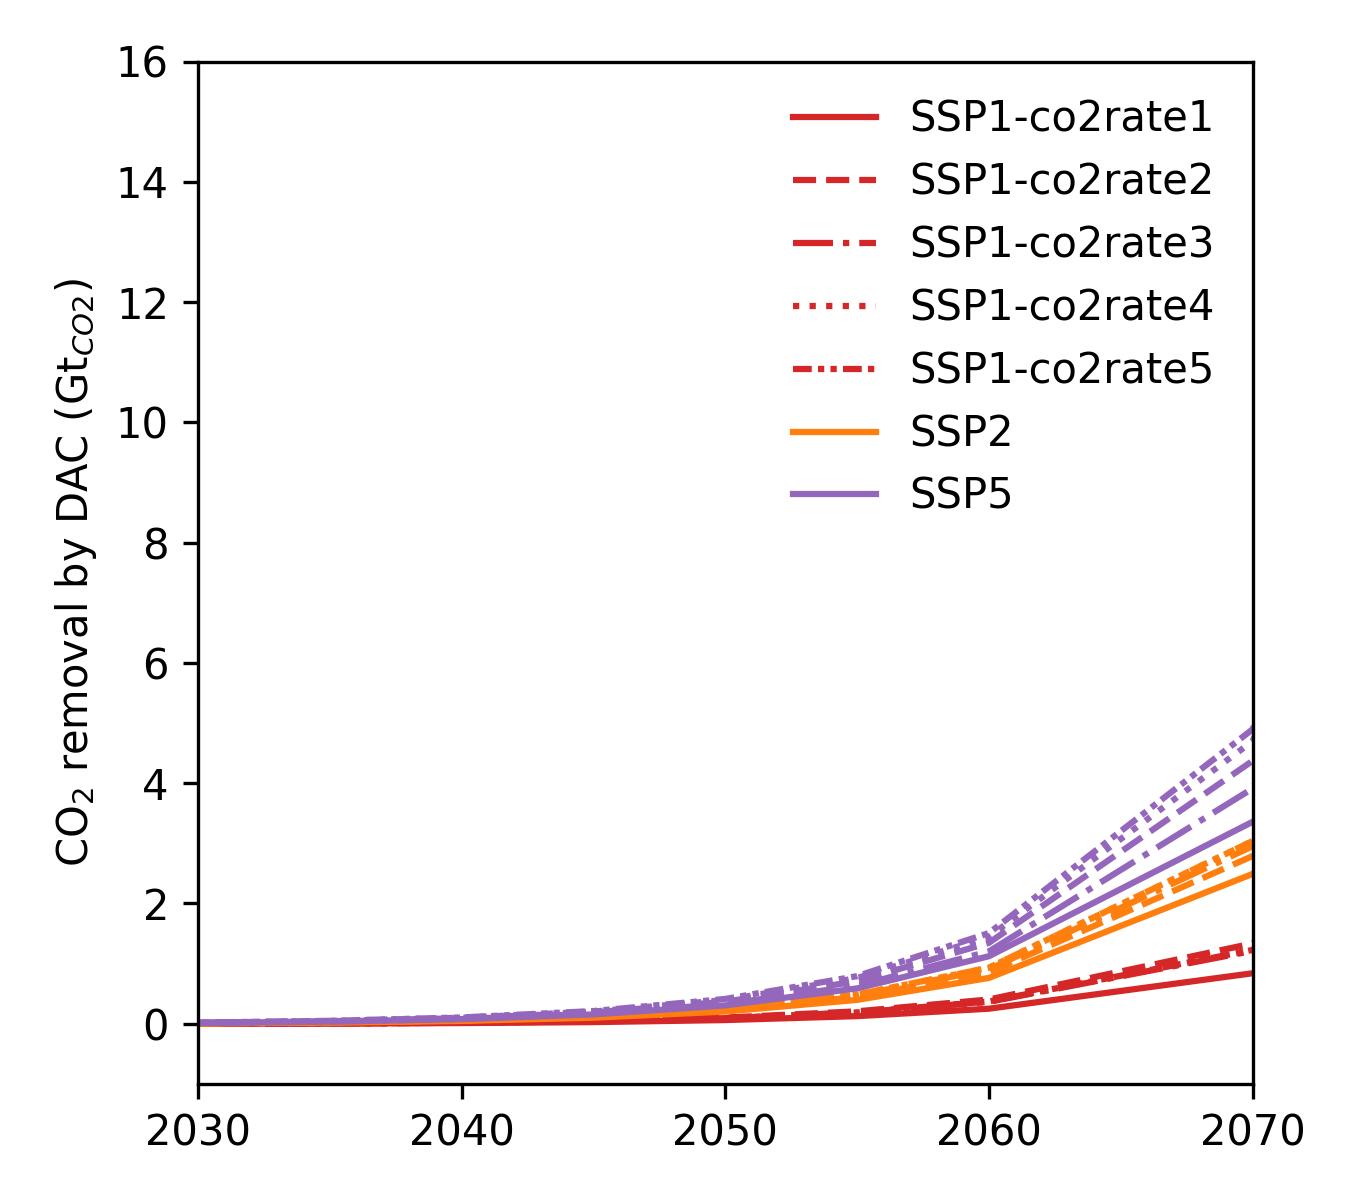 16
14
12
10
8
6
4
2
0
CO₂ removal by DAC (Gt_CO2)
SSP1-co2rate1
SSP1-co2rate2
SSP1-co2rate3
SSP1-co2rate4
SSP1-co2rate5
SSP2
SSP5
2030 2040 2050 2060 2070